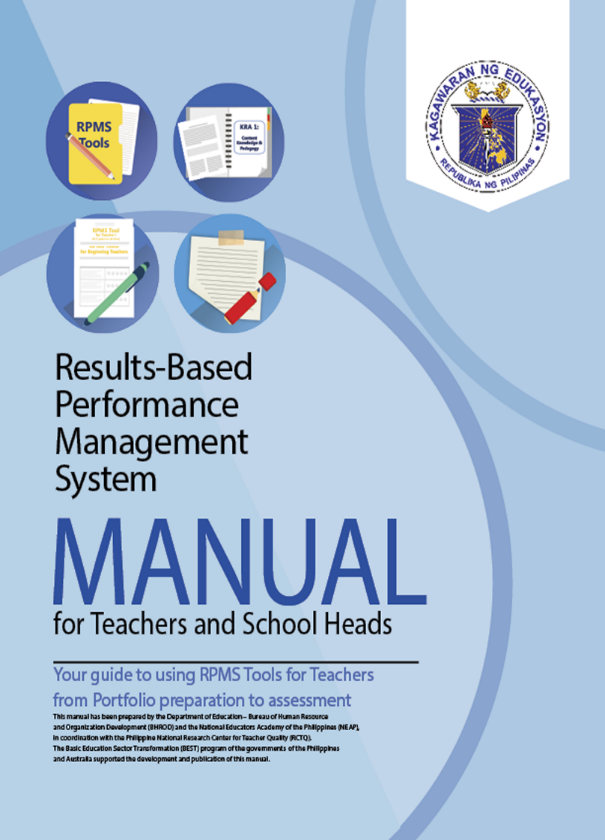 KAGAWARAN NG EDUKASYON
REPUBLIKA NG PILIPINAS
RPMS
Tools
KRA 1:
Content
Knowledge &
Pedagogy
RPMS Tool
for Beginning Teachers
Results-Based
Performance
Management
System
MANUAL
for Teachers and School Heads
Your guide to using RPMS Tools for Teachers
from Portfolio preparation to assessment
This manual has been prepared by the Department of Education– Bureau of Human Resource
and Organization Development (BHROD) and the National Educators Academy of the Philippines (NEAP),
in coordination with the Philippine National Research Center for Teacher Quality (RCTQ).
The Basic Education Sector Transformation (BEST) program of the governments of the Philippines
and Australia supported the development and publication of this manual.